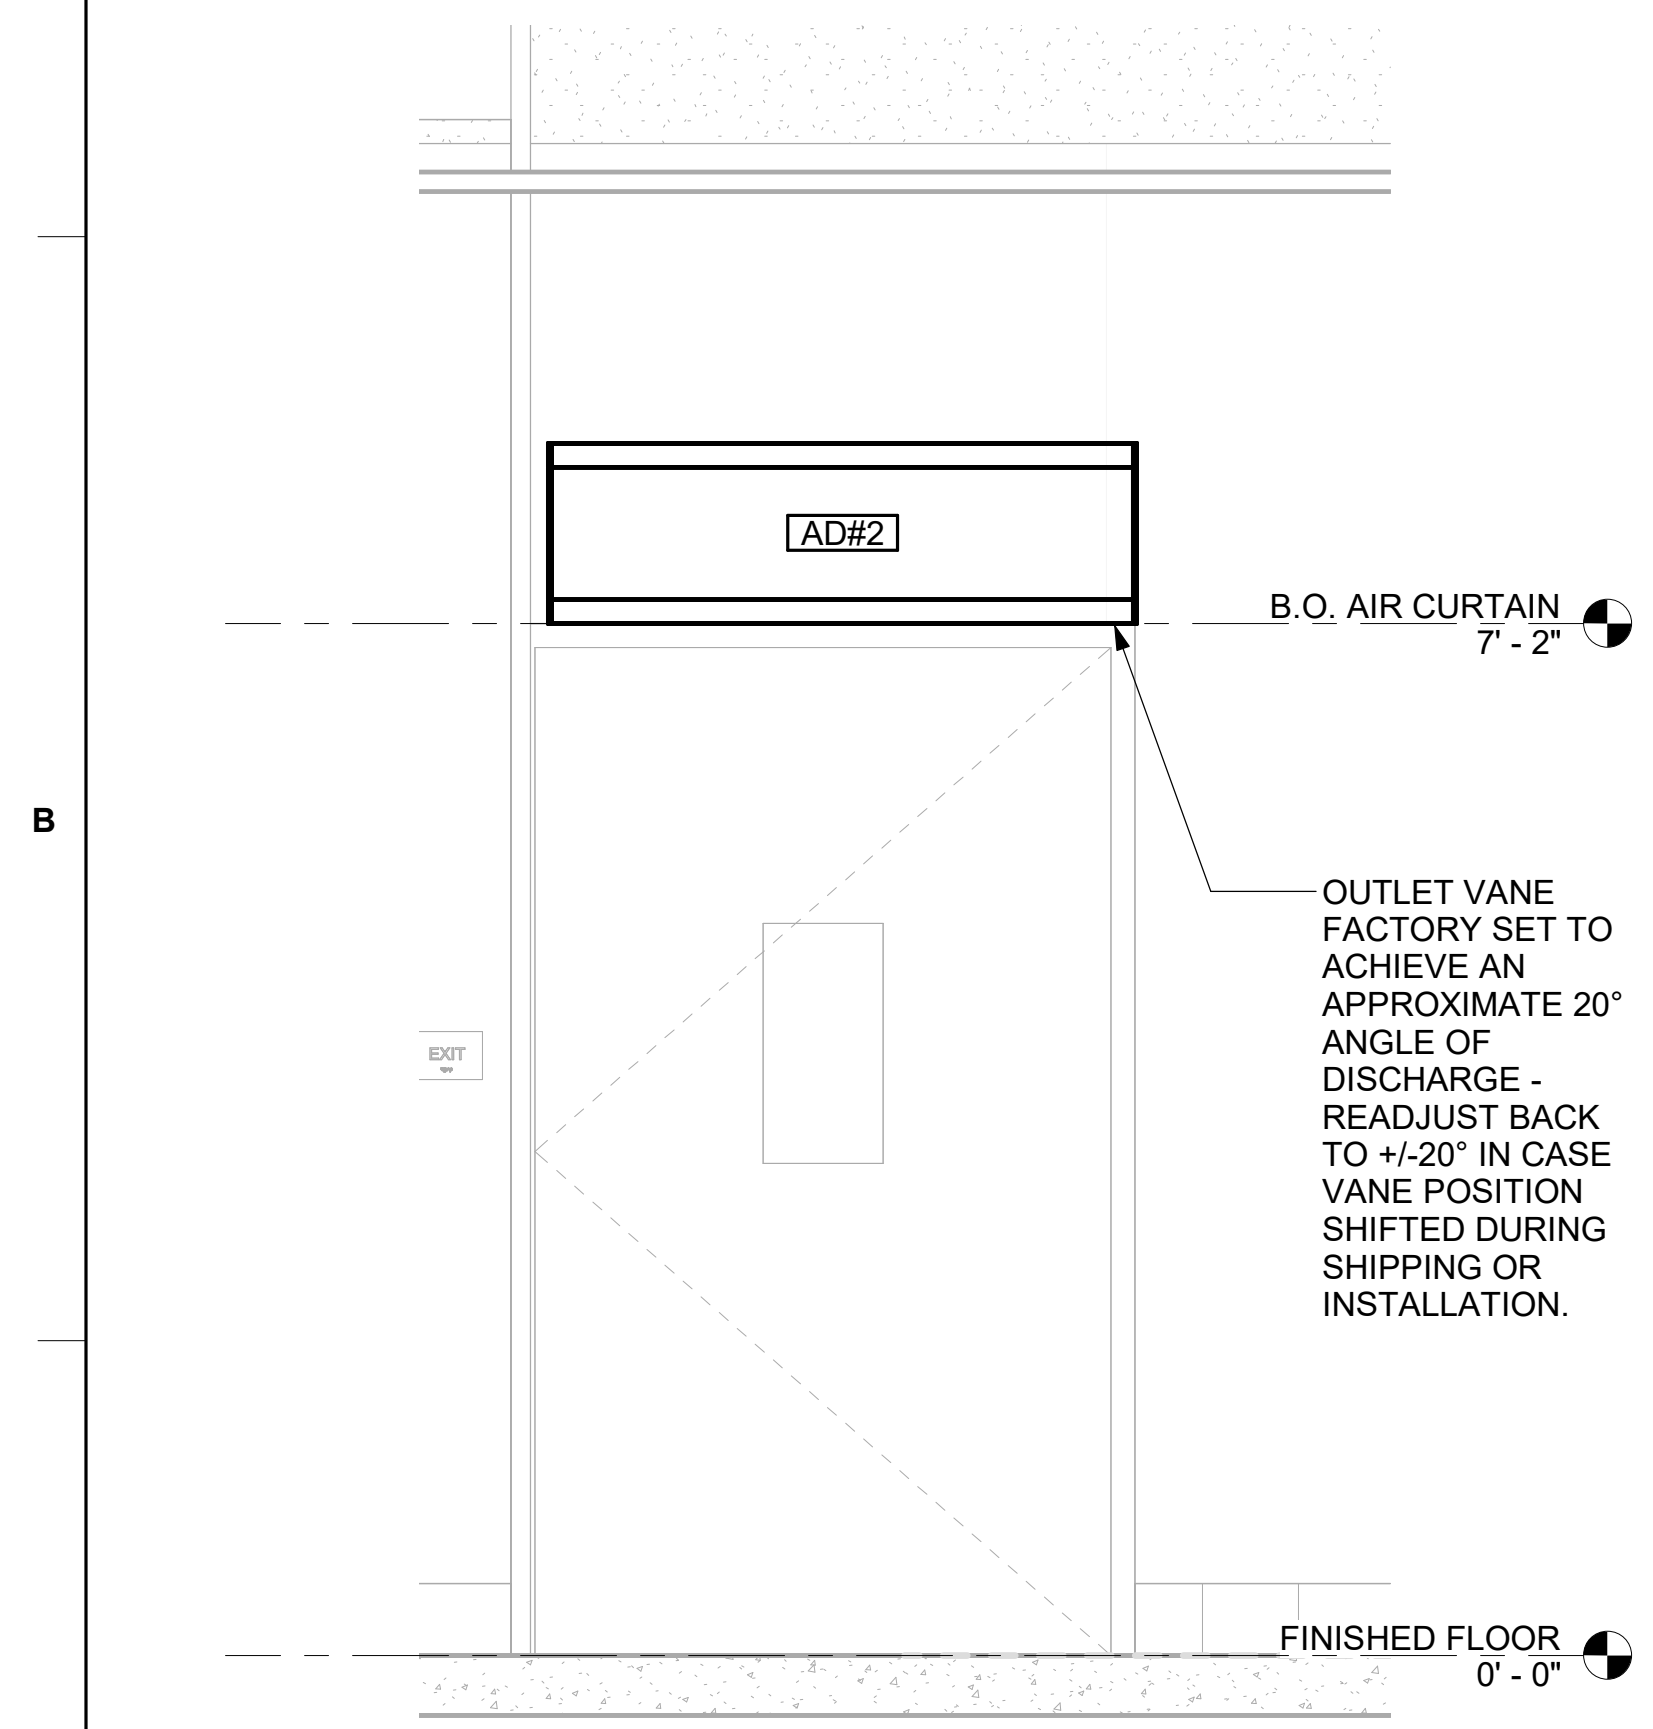 AD#2
B.O. AIR CURTAIN
7' - 2"
B
OUTLET VANE
FACTORY SET TO
ACHIEVE AN
APPROXIMATE 20°
ANGLE OF
DISCHARGE -
READJUST BACK
TO +/-20° IN CASE
VANE POSITION
SHIFTED DURING
SHIPPING OR
INSTALLATION.
EXIT
FINISHED FLOOR
0' - 0"